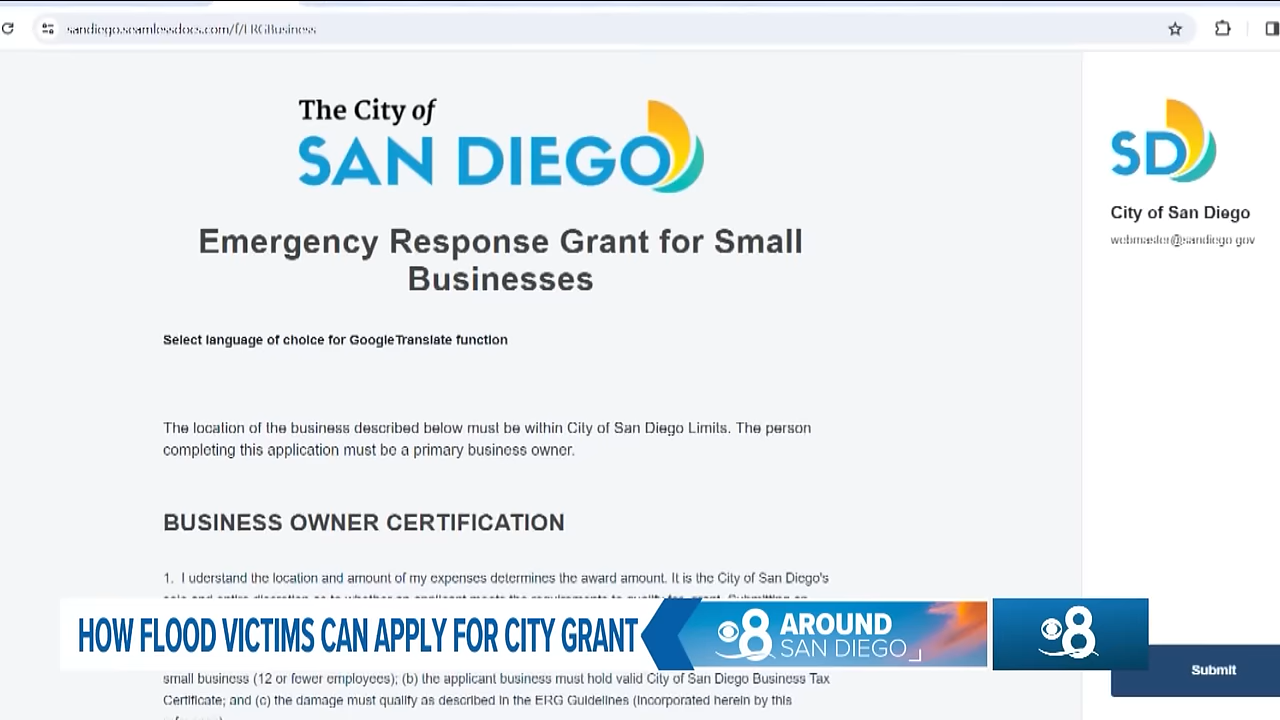 sandiego.seamlessdocs.com/f/ERGBusiness
The City of
SAN DIEGO
SD
Emergency Response Grant for Small
Businesses
City of San Diego
webmaster@sandiego.gov
Select language of choice for GoogleTranslate function
The location of the business described below must be within City of San Diego Limits. The person
completing this application must be a primary business owner.
BUSINESS OWNER CERTIFICATION
1. I uderstand the location and amount of my expenses determines the award amount. It is the City of San Diego's
HOW FLOOD VICTIMS CAN APPLY FOR CITY GRANT
8 AROUND
SAN DIEGO
8
small business (12 or fewer employees); (b) the applicant business must hold valid City of San Diego Business Tax
Certificate; and (c) the damage must qualify as described in the ERG Guidelines (Incorporated herein by this
Submit